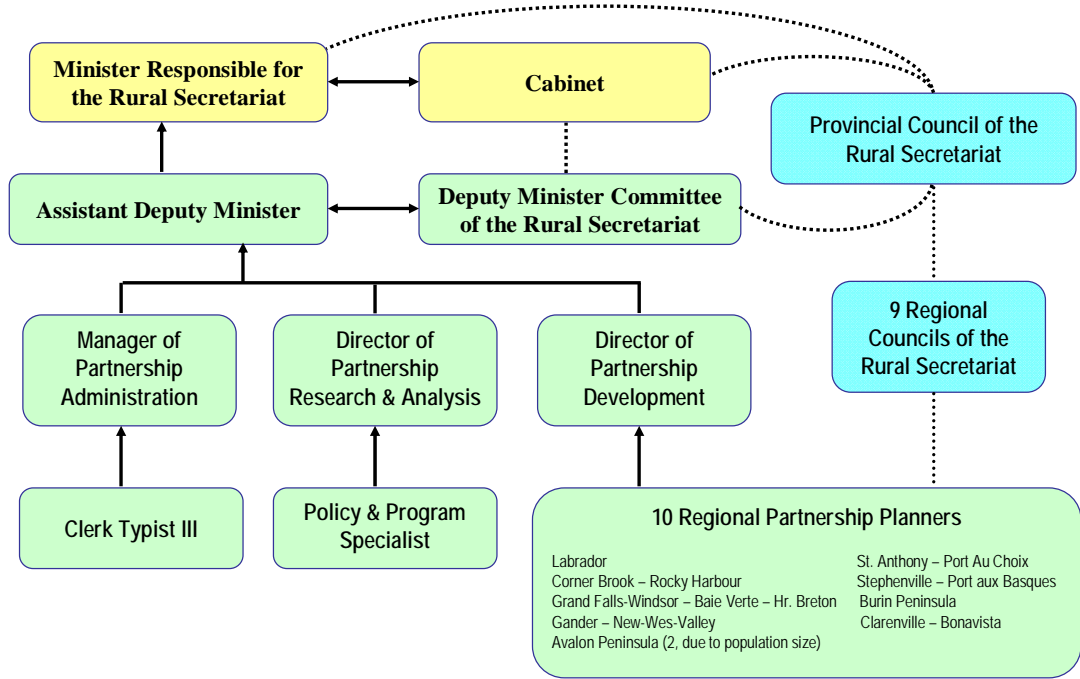 Minister Responsible for
the Rural Secretariat
Cabinet
Provincial Council of the
Rural Secretariat
Assistant Deputy Minister
Deputy Minister Committee
of the Rural Secretariat
Manager of
Partnership
Administration
Director of
Partnership
Research & Analysis
Director of
Partnership
Development
9 Regional
Councils of the
Rural Secretariat
Clerk Typist III
Policy & Program
Specialist
10 Regional Partnership Planners
Labrador
Corner Brook – Rocky Harbour
Grand Falls-Windsor – Baie Verte – Hr. Breton
Gander – New-Wes-Valley
Avalon Peninsula (2, due to population size)
St. Anthony – Port Au Choix
Stephenville – Port aux Basques
Burin Peninsula
Clarenville – Bonavista